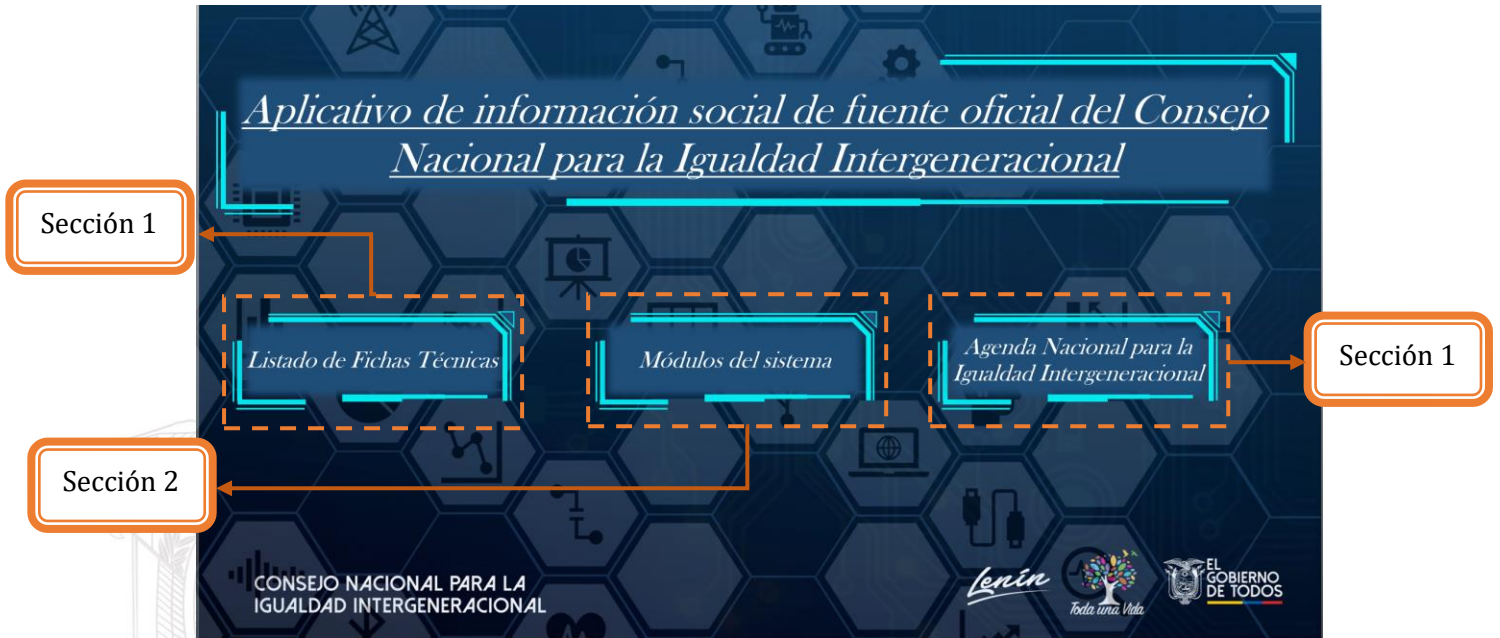 Aplicativo de información social de fuente oficial del Consejo
Nacional para la Igualdad Intergeneracional
Sección 1
Listado de Fichas Técnicas
Módulos del sistema
Agenda Nacional para la
Igualdad Intergeneracional
Sección 1
Sección 2
CONSEJO NACIONAL PARA LA
IGUALDAD INTERGENERACIONAL
Lenín
Toda una Vida
EL
GOBIERNO
DE TODOS